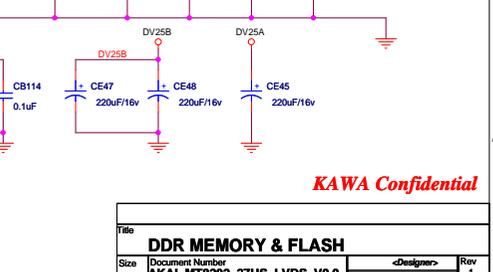 DV25B DV25A
DV25B
CB114
0.1uF
CE47
220uF/16v
CE48
220uF/16v
CE45
220uF/16v
KAWA Confidential
Title
DDR MEMORY & FLASH
Size Document Number <Designer> Rev